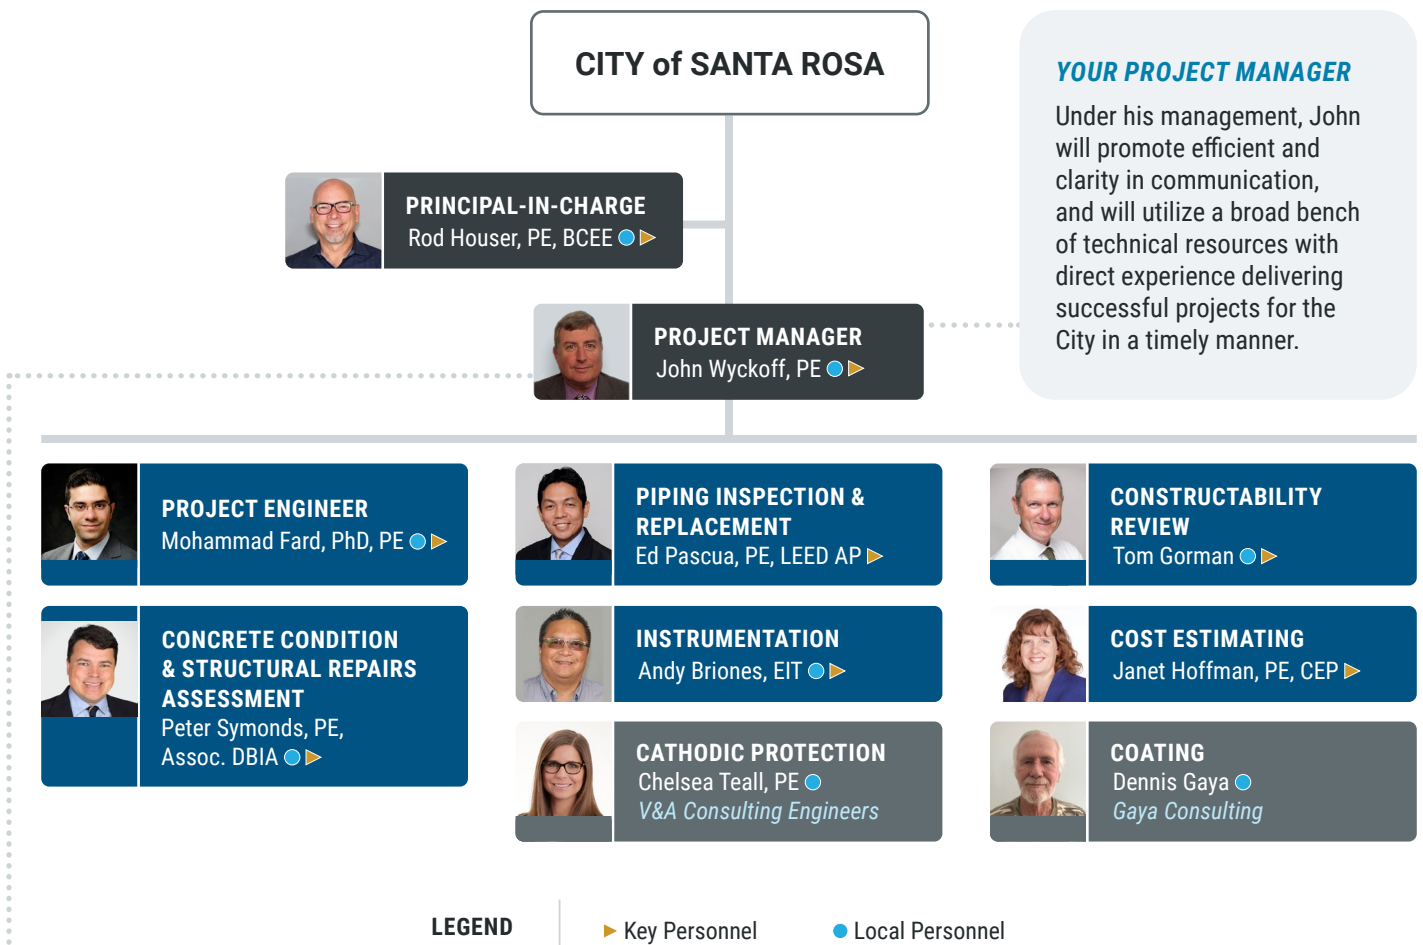 CITY of SANTA ROSA
YOUR PROJECT MANAGER
Under his management, John
will promote efficient and
clarity in communication,
and will utilize a broad bench
of technical resources with
direct experience delivering
successful projects for the
City in a timely manner.
PRINCIPAL-IN-CHARGE
Rod Houser, PE, BCEE
PROJECT MANAGER
John Wyckoff, PE
PROJECT ENGINEER
Mohammad Fard, PhD, PE
PIPING INSPECTION &
REPLACEMENT
Ed Pascua, PE, LEED AP
CONSTRUCTABILITY
REVIEW
Tom Gorman
CONCRETE CONDITION
& STRUCTURAL REPAIRS
ASSESSMENT
Peter Symonds, PE,
Assoc. DBIA
INSTRUMENTATION
Andy Briones, EIT
COST ESTIMATING
Janet Hoffman, PE, CEP
CATHODIC PROTECTION
Chelsea Teall, PE
V&A Consulting Engineers
COATING
Dennis Gaya
Gaya Consulting
LEGEND
Key Personnel
Local Personnel